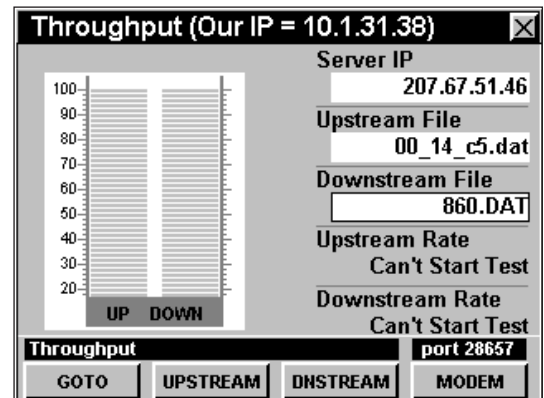 Throughput (Our IP = 10.1.31.38)
Server IP
207.67.51.46
Upstream File
00_14_c5.dat
Downstream File
860.DAT
Upstream Rate
Can't Start Test
Downstream Rate
Can't Start Test
100
90
80
70
60
50
40
30
20
UP DOWN
Throughput port 28657
GOTO UPSTREAM DNSTREAM MODEM